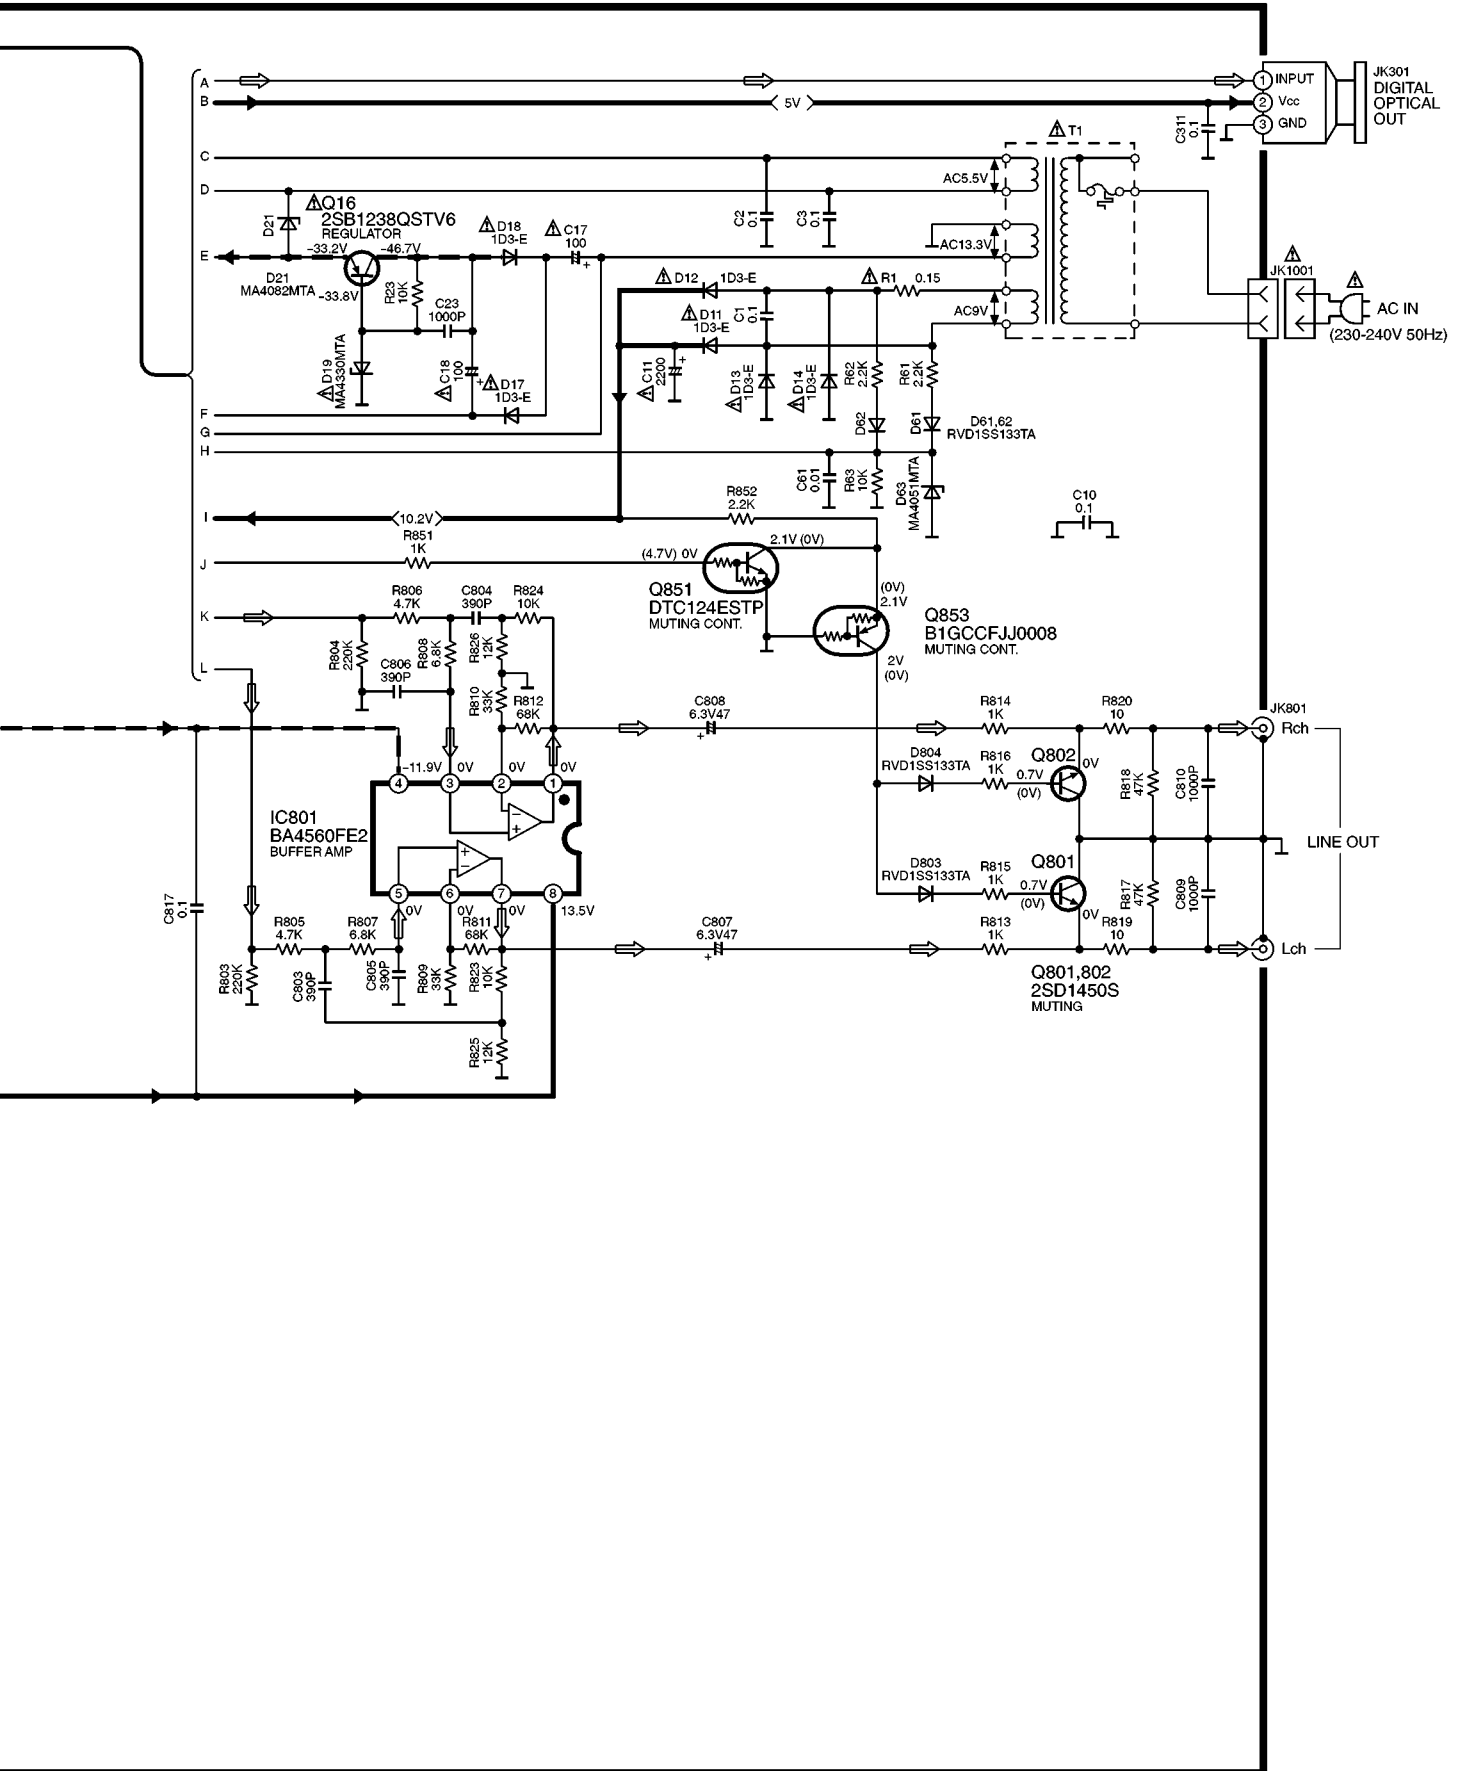 A
B
5V
1 INPUT
2 Vcc
3 GND
JK301
DIGITAL
OPTICAL
OUT
C311
0.1
T1
C
D
AC5.5V
C2
0.1
C3
0.1
D21
Q16
2SB1238QSTV6
REGULATOR
-33.2V
-46.7V
D18
1D3-E
C17
100
+
AC13.3V
E
D21
MA4082MTA
-33.8V
R23
10K
C23
1000P
D12
1D3-E
R1 0.15
D11
1D3-E
C1
0.1
AC9V
JK1001
AC IN
(230-240V 50Hz)
D19
MA4330MTA
C18
100
+
D17
1D3-E
C11
2200
+
D13
1D3-E
D14
1D3-E
R62
2.2K
R61
2.2K
F
G
H
D62
D61
D61,62
RVD1SS133TA
C61
0.01
R63
10K
D63
MA4051MTA
C10
0.1
I
10.2V
R852
2.2K
R851
1K
J
(4.7V) 0V
2.1V (0V)
Q851
DTC124ESTP
MUTING CONT.
(0V)
2.1V
Q853
B1GCCFJJ0008
MUTING CONT.
2V
(0V)
K
R806
4.7K
C804
390P
R824
10K
R804
220K
C806
390P
R808
6.8K
R826
12K
L
R810
33K
R812
68K
C808
6.3V47
+
R814
1K
R820
10
JK801
Rch
-11.9V
0V
0V
0V
4
3
2
1
D804
RVD1SS133TA
R816
1K
0.7V
(0V)
Q802
0V
R818
47K
C810
1000P
IC801
BA4560FE2
BUFFER AMP
−
+
+
−
LINE OUT
5
6
7
8
0V
0V
0V
13.5V
D803
RVD1SS133TA
R815
1K
0.7V
(0V)
Q801
0V
R817
47K
C809
1000P
C817
0.1
R805
4.7K
R807
6.8K
R811
68K
C807
6.3V47
+
R813
1K
R819
10
Lch
R803
220K
C803
390P
C805
390P
R809
33K
R823
10K
Q801,802
2SD1450S
MUTING
R825
12K